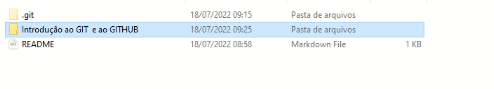 .git 18/07/2022 09:15 Pasta de arquivos
Introdução ao GIT e ao GITHUB 18/07/2022 09:25 Pasta de arquivos
README 18/07/2022 08:58 Markdown File 1 KB